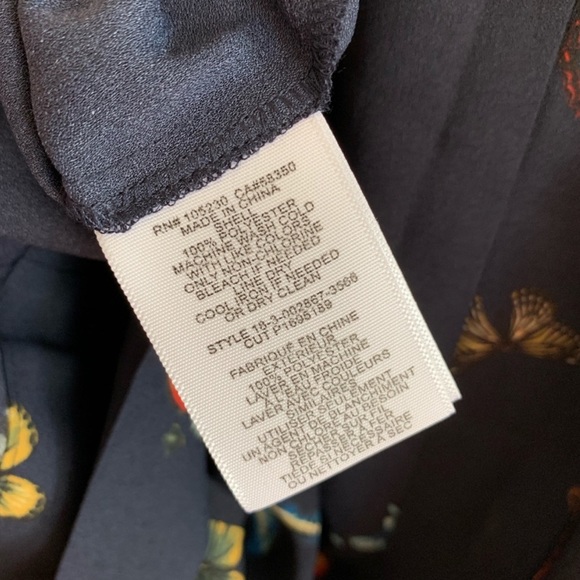 RN# 105230 CA#58350
MADE IN CHINA
SHELL
100% POLYESTER
MACHINE WASH COLD
WITH LIKE COLORS
ONLY NON-CHLORINE
BLEACH IF NEEDED
LINE DRY
COOL IRON IF NEEDED
OR DRY CLEAN
STYLE 18-3-002867-3566
CUT P1698189
FABRIQUÉ EN CHINE
EXTÉRIEUR
100% POLYESTER
LAVER EN MACHINE
EAU FROIDE
LAVER AVEC COULEURS
SIMILAIRES
UTILISER SEULEMENT
UN AGENT DE BLANCHIMENT
NON CHLORÉ AU BESOIN
SÉCHER SUR CORDE
REPASSER À FER
TIÈDE SI NÉCESSAIRE
OU NETTOYER À SEC